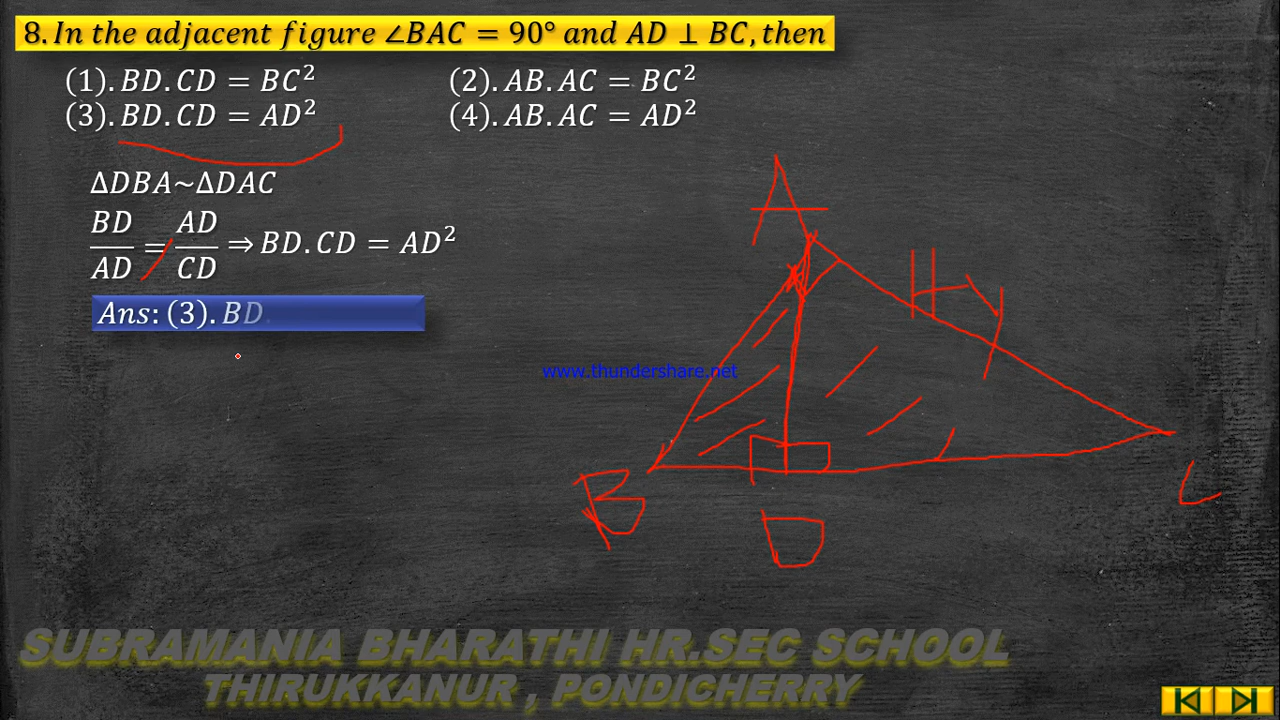 8. In the adjacent figure ∠BAC = 90° and AD ⊥ BC, then
(1). BD. CD = BC² (2). AB. AC = BC²
(3). BD. CD = AD² (4). AB. AC = AD²
ΔDBA~ΔDAC
BD/AD = AD/CD ⇒ BD. CD = AD²
Ans: (3). BD.
A
Hy
www.thundershare.net
B
C
D
SUBRAMANIA BHARATHI HR.SEC SCHOOL
THIRUKKANUR , PONDICHERRY